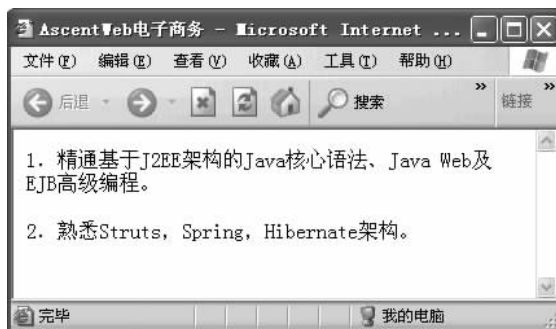 AscentWeb电子商务 - Microsoft Internet ...
文件(F) 编辑(E) 查看(V) 收藏(A) 工具(T) 帮助(H)
后退 搜索 » 链接 »
1. 精通基于J2EE架构的Java核心语法、Java Web及
EJB高级编程。
2. 熟悉Struts, Spring, Hibernate架构。
完毕 我的电脑